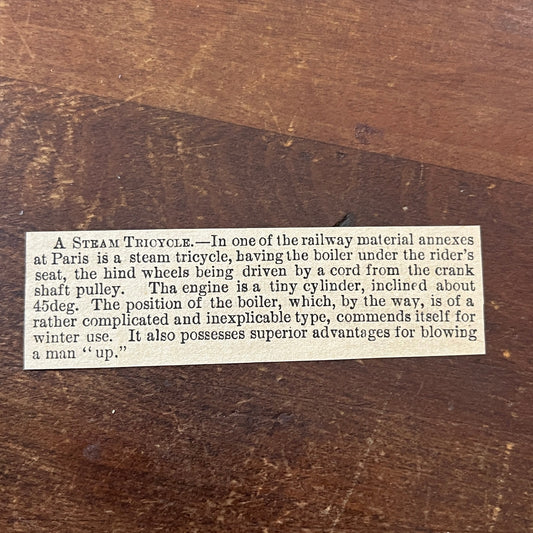 A STEAM TRICYCLE.—In one of the railway material annexes
at Paris is a steam tricycle, having the boiler under the rider's
seat, the hind wheels being driven by a cord from the crank
shaft pulley. Tha engine is a tiny cylinder, inclined about
45deg. The position of the boiler, which, by the way, is of a
rather complicated and inexplicable type, commends itself for
winter use. It also possesses superior advantages for blowing
a man "up."